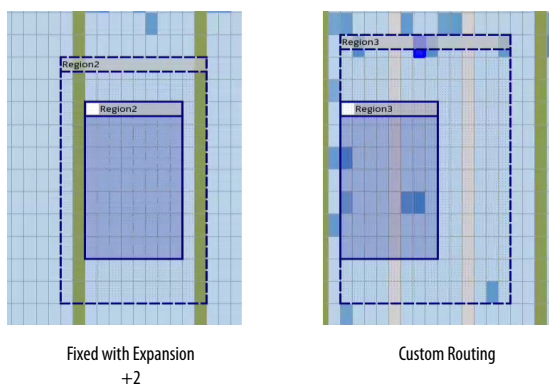 Region2
Region2
Region3
Region3
Fixed with Expansion
+2
Custom Routing